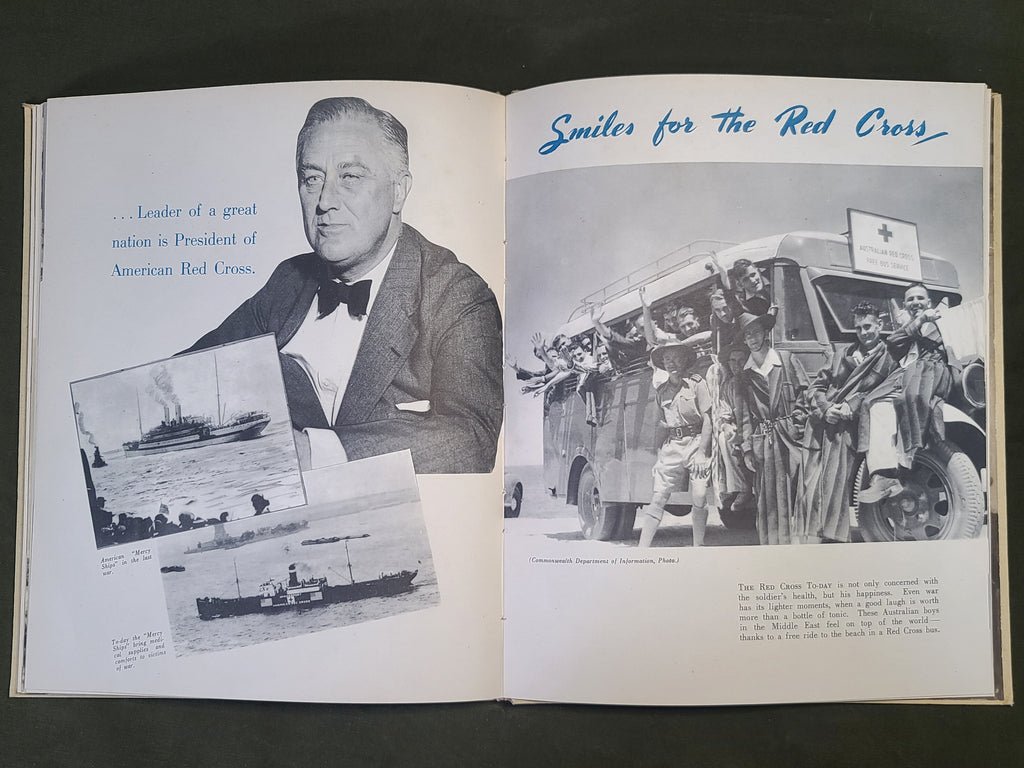 ...Leader of a great
nation is President of
American Red Cross.
American "Mercy
Ships" in the last
war.
To-day the "Mercy
Ships" bring medi-
cal supplies and
comforts to victims
of war.
Smiles for the Red Cross
AUSTRALIAN RED CROSS
FREE BUS SERVICE
(Commonwealth Department of Information, Photo.)
THE RED CROSS TO-DAY is not only concerned with
the soldier's health, but his happiness. Even war
has its lighter moments, when a good laugh is worth
more than a bottle of tonic. These Australian boys
in the Middle East feel on top of the world—
thanks to a free ride to the beach in a Red Cross bus.